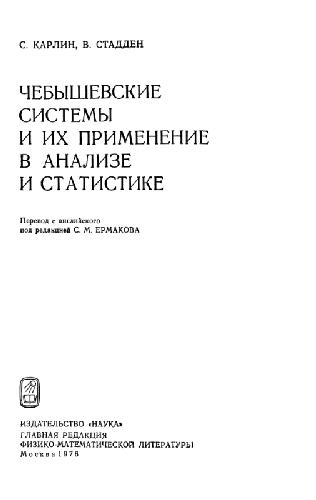 С. КАРЛИН, В. СТАДДЕН
ЧЕБЫШЕВСКИЕ
СИСТЕМЫ
И ИХ ПРИМЕНЕНИЕ
В АНАЛИЗЕ
И СТАТИСТИКЕ
Перевод с английского
под редакцией С. М. ЕРМАКОВА
ИЗДАТЕЛЬСТВО «НАУКА»
ГЛАВНАЯ РЕДАКЦИЯ
ФИЗИКО-МАТЕМАТИЧЕСКОЙ ЛИТЕРАТУРЫ
Москва 1976